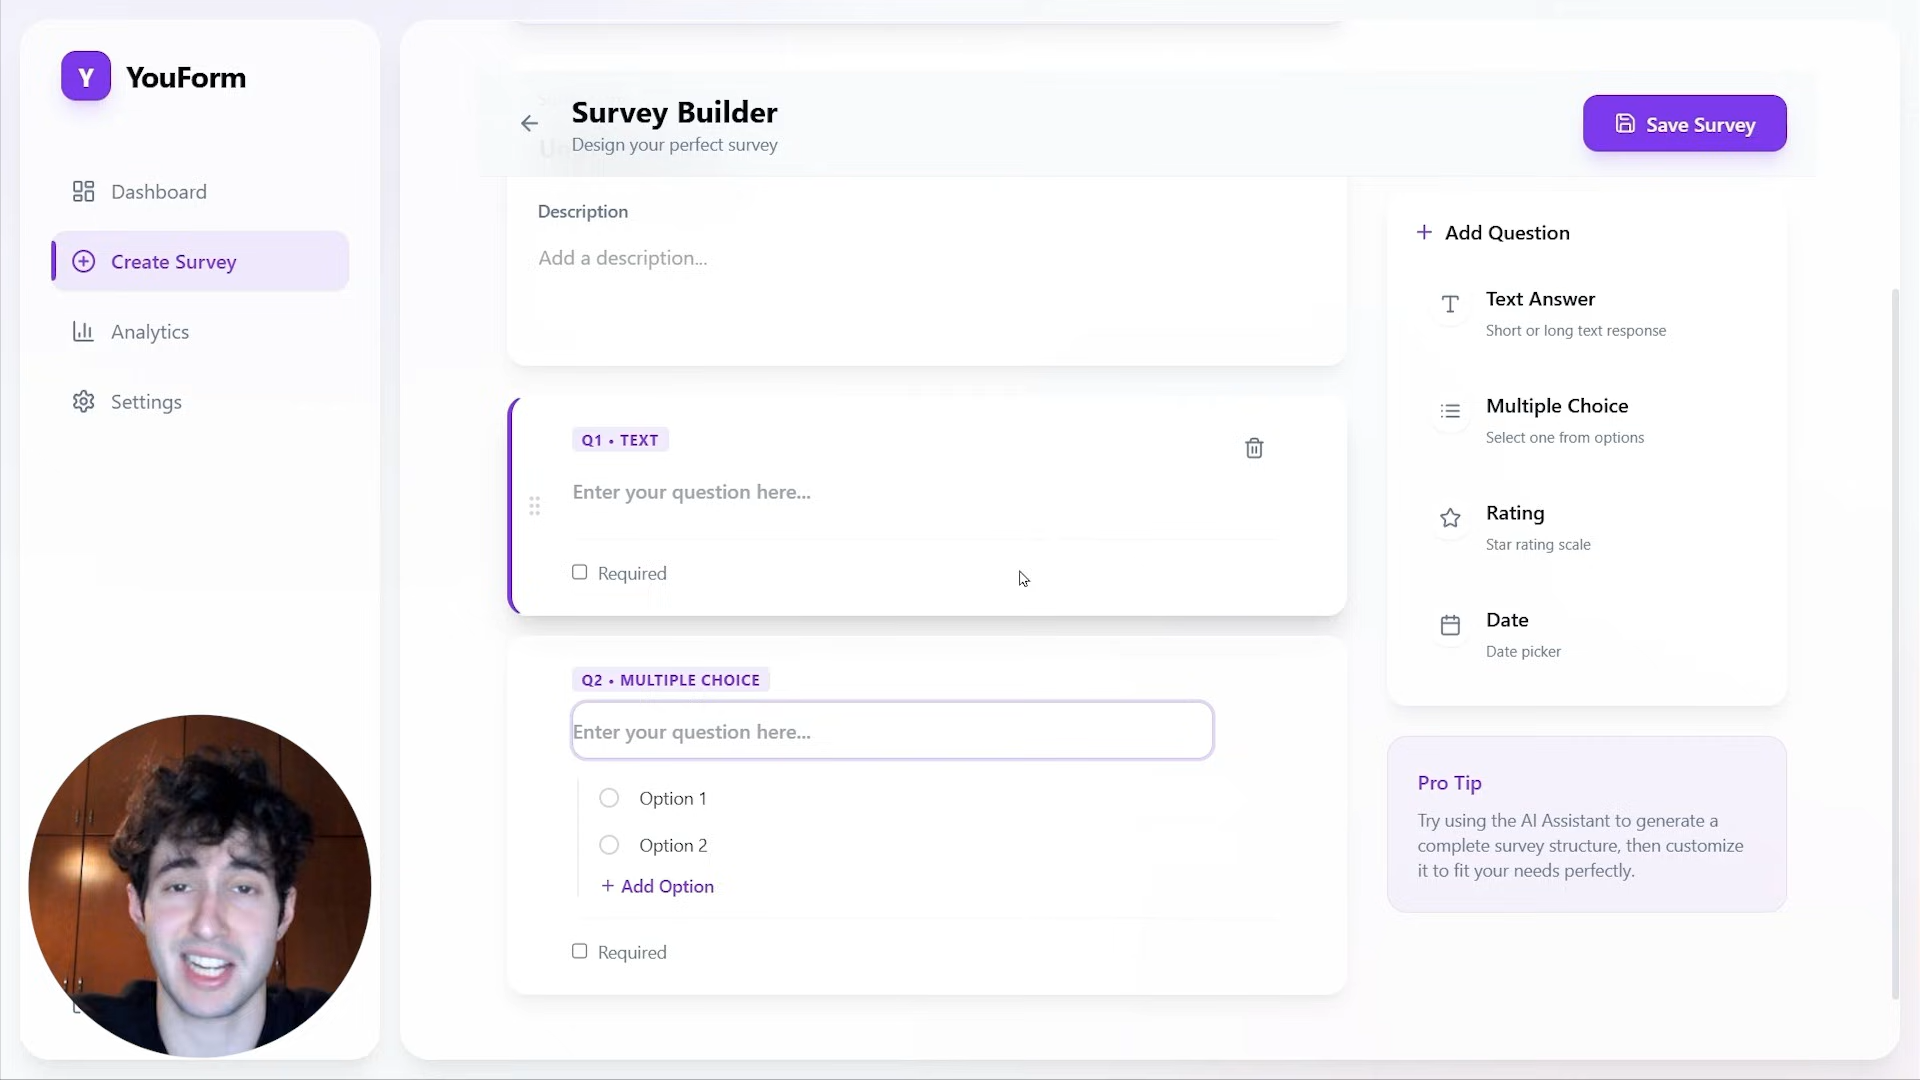 Y YouForm
Dashboard
Create Survey
Analytics
Settings
Survey Builder
Design your perfect survey
Save Survey
Description
Add a description...
Q1 • TEXT
Enter your question here...
Required
Q2 • MULTIPLE CHOICE
Enter your question here...
Option 1
Option 2
+ Add Option
Required
+ Add Question
Text Answer
Short or long text response
Multiple Choice
Select one from options
Rating
Star rating scale
Date
Date picker
Pro Tip
Try using the AI Assistant to generate a
complete survey structure, then customize
it to fit your needs perfectly.